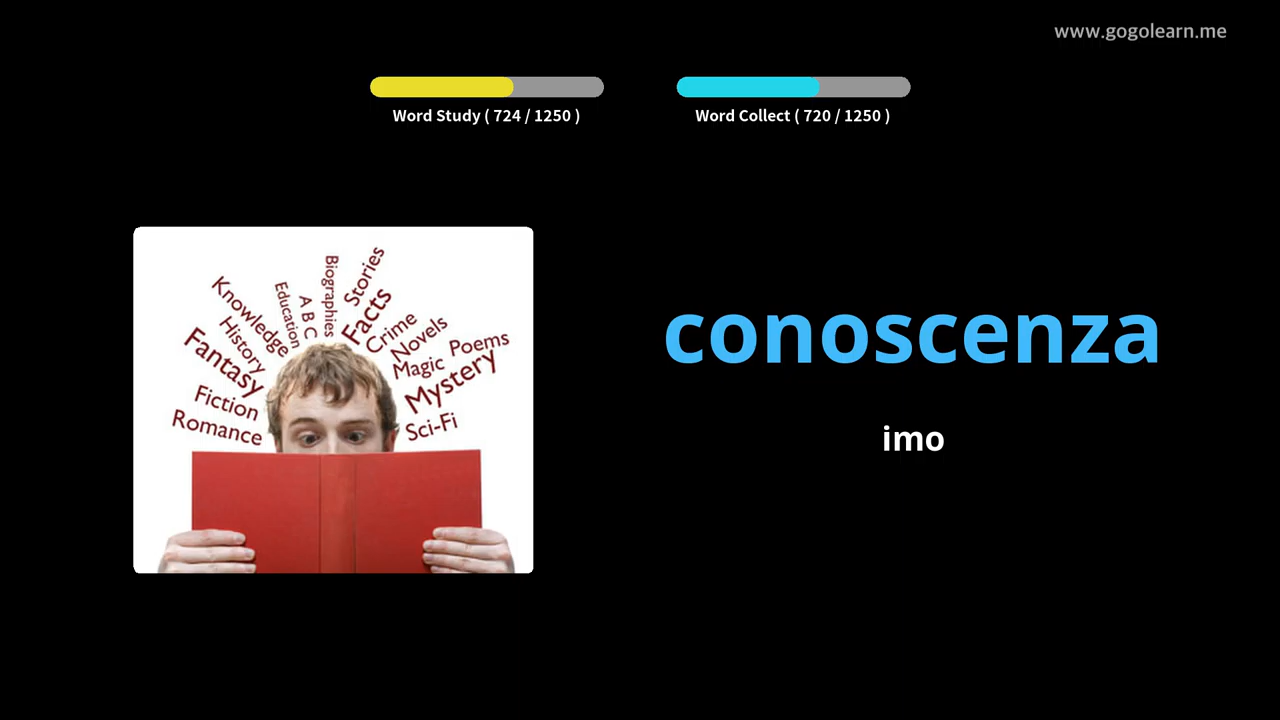 www.gogolearn.me
Word Study ( 724 / 1250 )
Word Collect ( 720 / 1250 )
Biographies
Stories
Education
A B C
Facts
Knowledge
Crime
History
Novels
Fantasy
Magic
Poems
Mystery
Fiction
Romance
Sci-Fi
conoscenza
imo